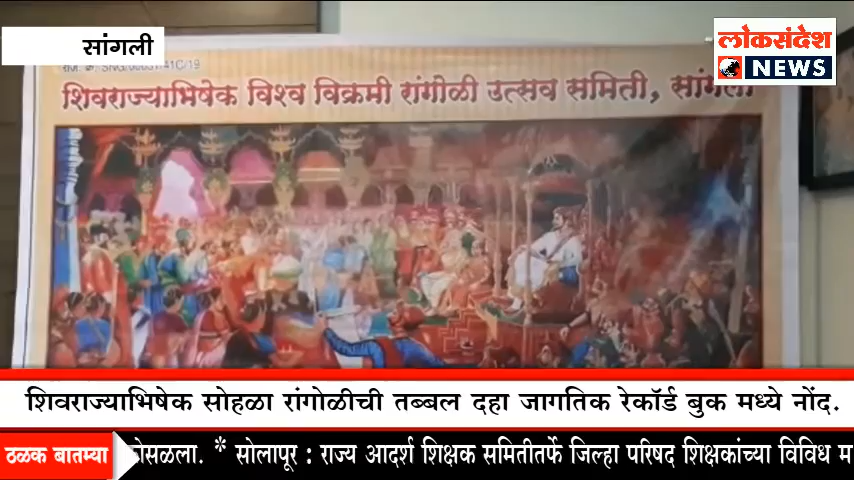 सांगली
लोकसंदेश
NEWS
शिवराज्याभिषेक विश्व विक्रमी रांगोळी उत्सव समिती, सांगली
शिवराज्याभिषेक सोहळा रांगोळीची तब्बल दहा जागतिक रेकॉर्ड बुक मध्ये नोंद.
ठळक बातम्या
कोसळला. * सोलापूर : राज्य आदर्श शिक्षक समितीतर्फे जिल्हा परिषद शिक्षकांच्या विविध म